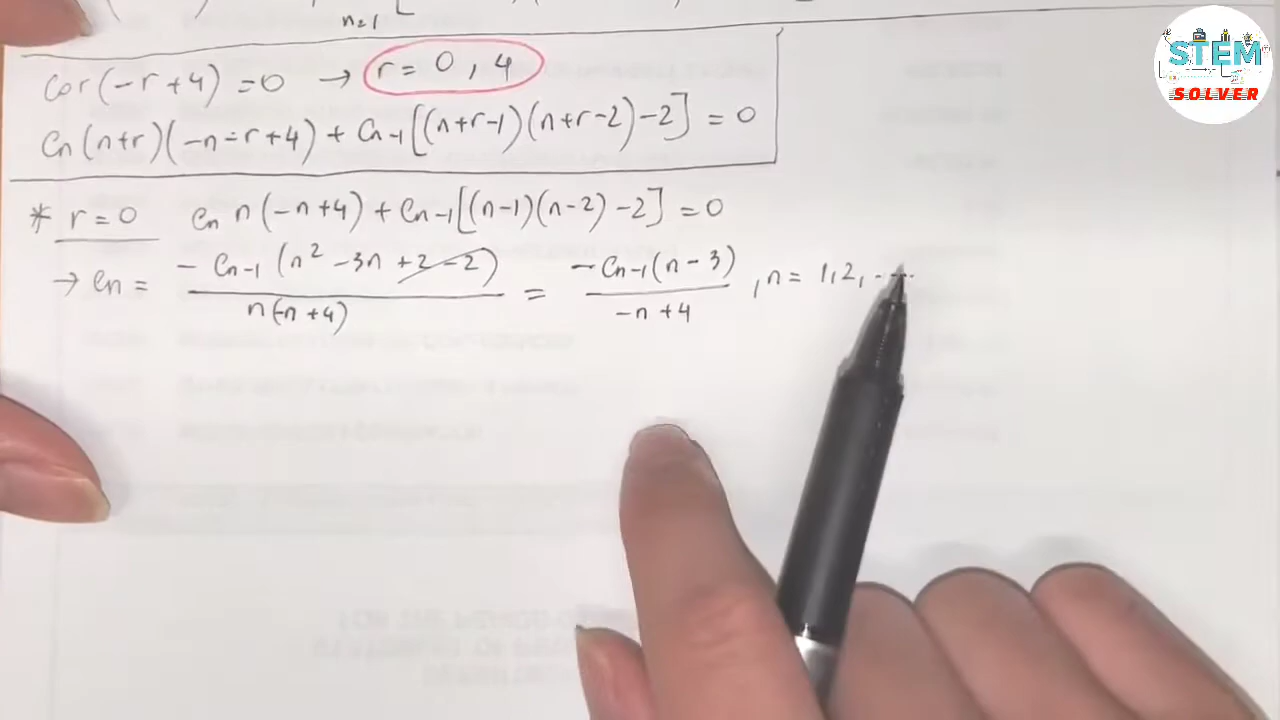 n=1
STEM
SOLVER
c₀r(-r+4)=0 → r = 0, 4
Cn(n+r)(-n-r+4) + Cn-1[(n+r-1)(n+r-2)-2] = 0
* r = 0 Cn n(-n+4) + Cn-1[(n-1)(n-2)-2] = 0
→ Cn = -Cn-1(n² -3n +2-2) / n(-n+4) = -Cn-1(n-3) / -n+4 , n = 1,2, ...